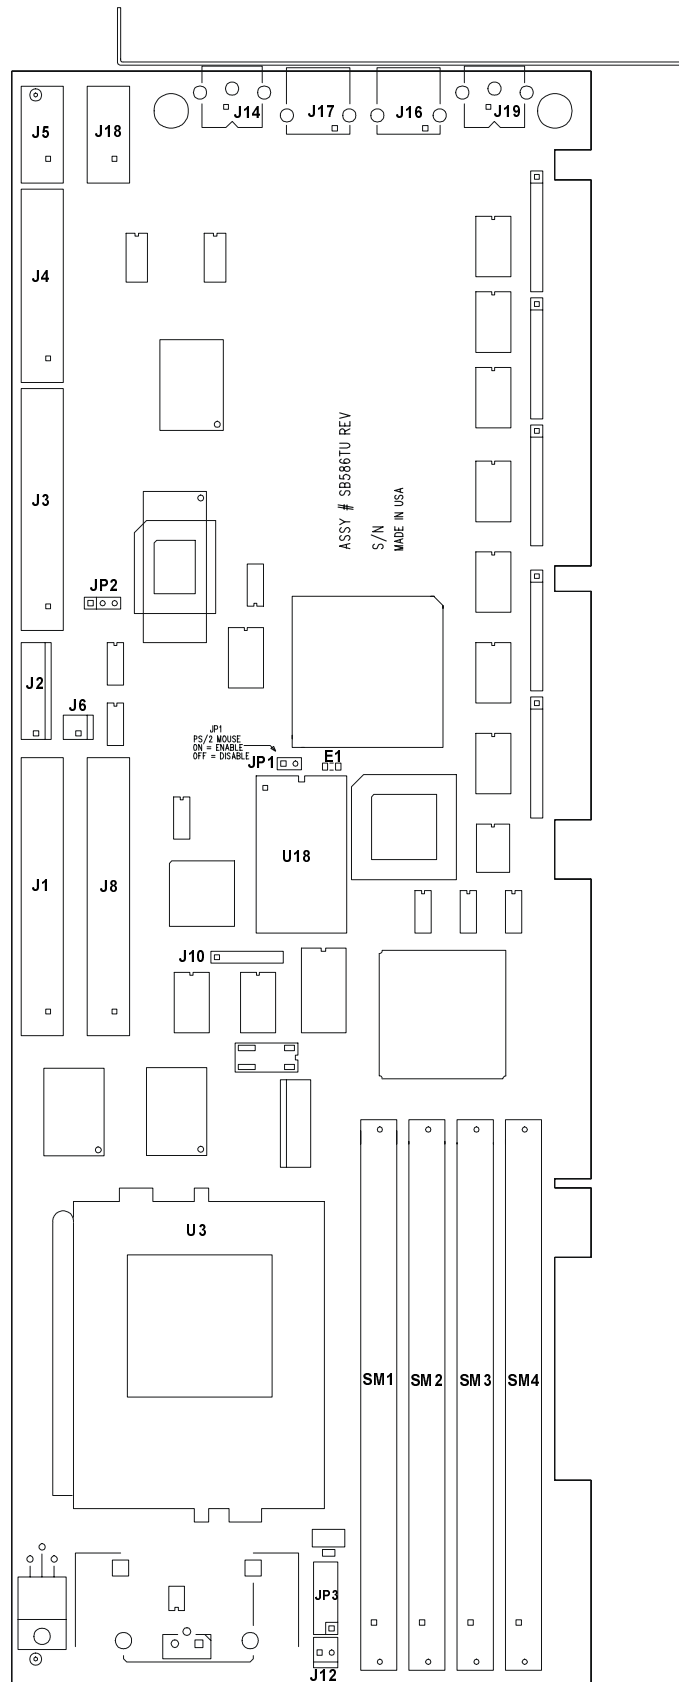 J5
J18
J14
J17
J16
J19
J4
ASSY # SB586TU REV
S/N
MADE IN USA
J3
JP2
J2
J6
JP1
PS/2 MOUSE
ON = ENABLE
OFF = DISABLE
JP1
E1
J1
J8
U18
J10
U3
SM1
SM2
SM3
SM4
JP3
J12